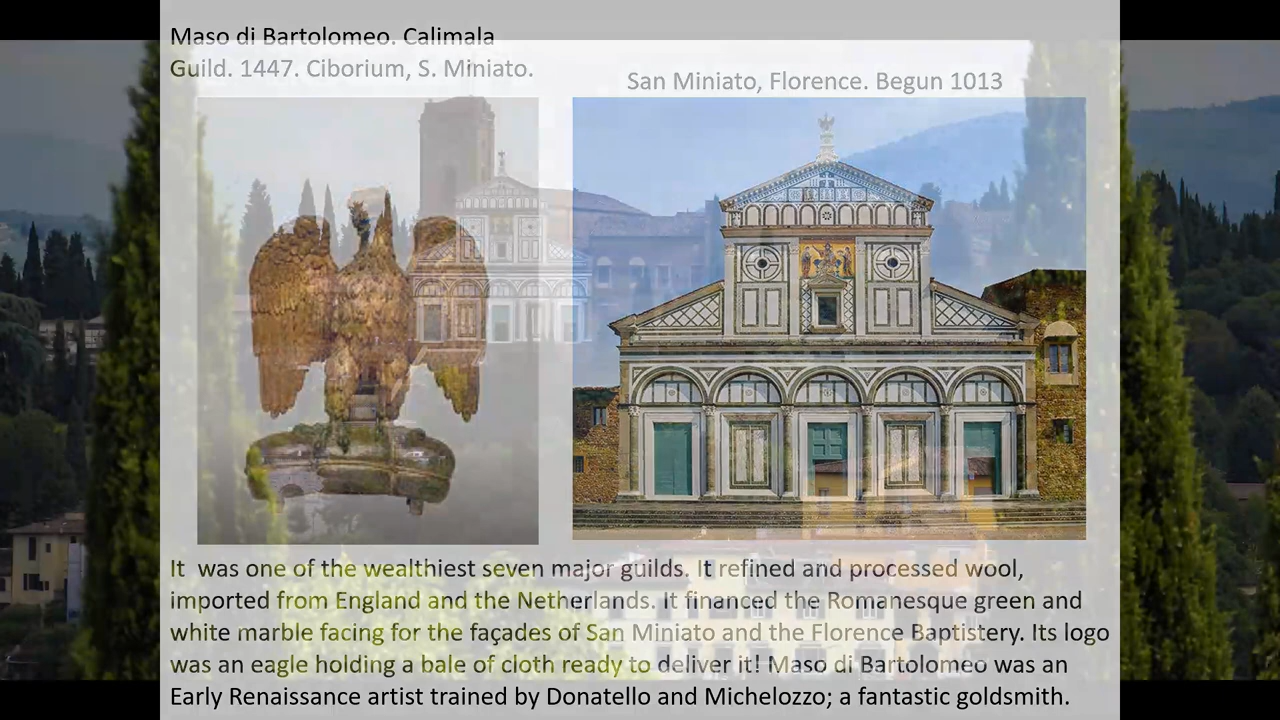 Maso di Bartolomeo. Calimala
Guild. 1447. Ciborium, S. Miniato.
San Miniato, Florence. Begun 1013
It was one of the wealthiest seven major guilds. It refined and processed wool,
imported from England and the Netherlands. It financed the Romanesque green and
white marble facing for the façades of San Miniato and the Florence Baptistery. Its logo
was an eagle holding a bale of cloth ready to deliver it! Maso di Bartolomeo was an
Early Renaissance artist trained by Donatello and Michelozzo; a fantastic goldsmith.